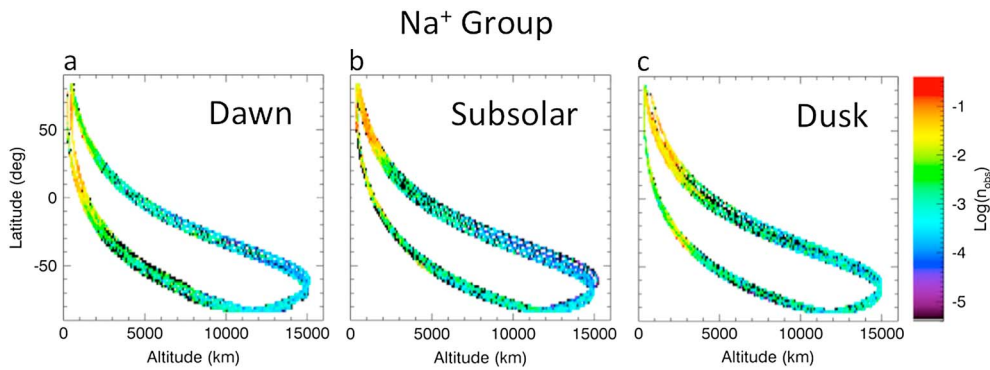 Na⁺ Group
a
b
c
Dawn
Subsolar
Dusk
50
0
-50
Latitude (deg)
0 5000 10000 15000
0 5000 10000 15000
0 5000 10000 15000
Altitude (km)
Altitude (km)
Altitude (km)
-1
-2
-3
-4
-5
Log(n_obs)